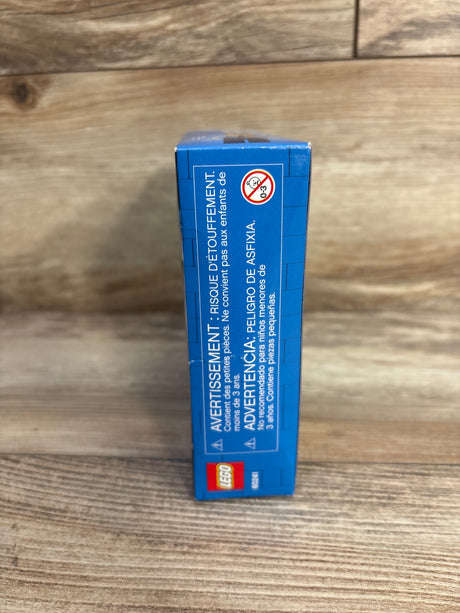 AVERTISSEMENT : RISQUE D'ÉTOUFFEMENT.
Contient des petites pièces. Ne convient pas aux enfants de
moins de 3 ans.
ADVERTENCIA: PELIGRO DE ASFIXIA.
No recomendado para niños menores de
3 años. Contiene piezas pequeñas.
0-3
LEGO
60241